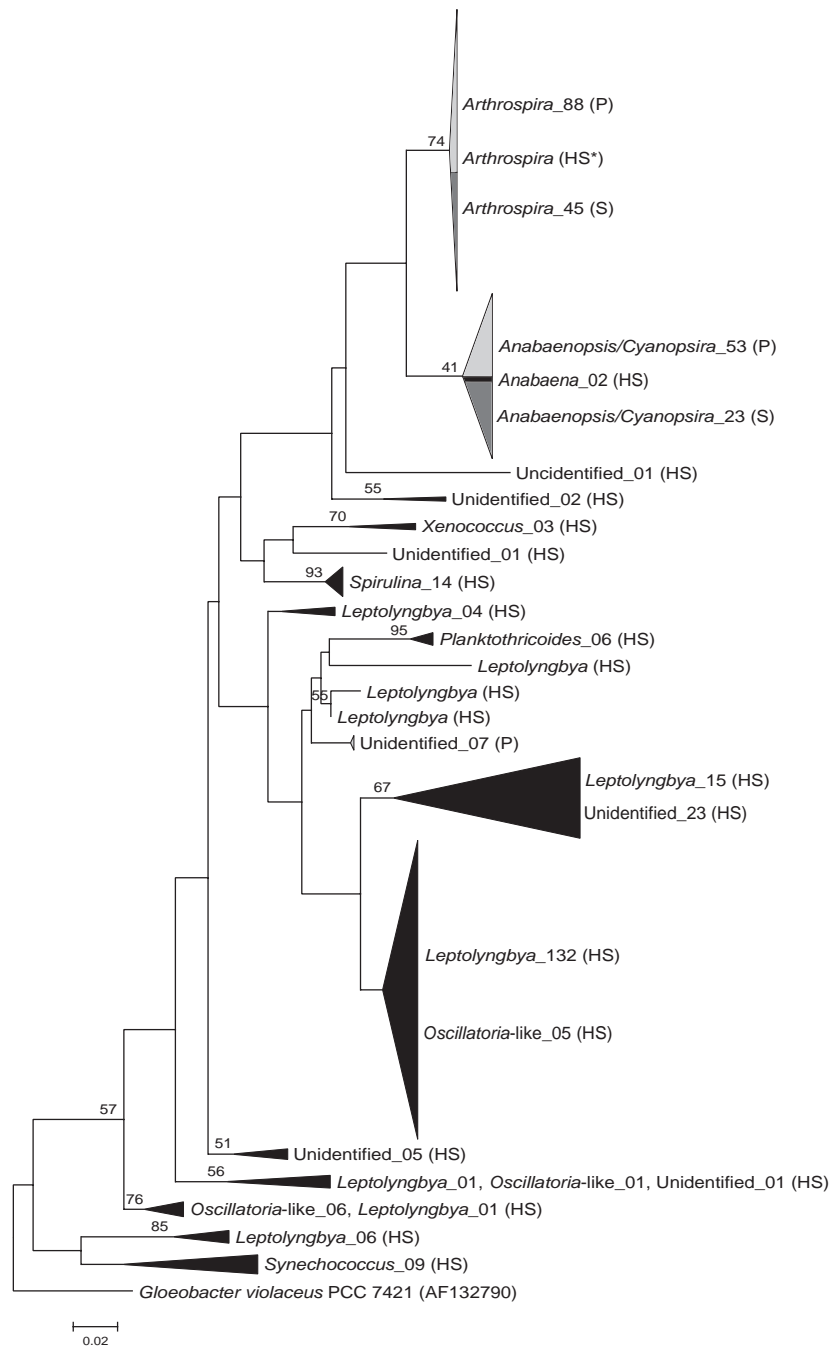 Arthrospira_88 (P)
74
Arthrospira (HS*)
Arthrospira_45 (S)
Anabaenopsis/Cyanopsira_53 (P)
41
Anabaena_02 (HS)
Anabaenopsis/Cyanopsira_23 (S)
Uncidentified_01 (HS)
55
Unidentified_02 (HS)
70
Xenococcus_03 (HS)
Unidentified_01 (HS)
93
Spirulina_14 (HS)
Leptolyngbya_04 (HS)
95
Planktothricoides_06 (HS)
Leptolyngbya (HS)
Leptolyngbya (HS)
55
Leptolyngbya (HS)
Unidentified_07 (P)
Leptolyngbya_15 (HS)
67
Unidentified_23 (HS)
Leptolyngbya_132 (HS)
Oscillatoria-like_05 (HS)
57
51
Unidentified_05 (HS)
56
Leptolyngbya_01, Oscillatoria-like_01, Unidentified_01 (HS)
76
Oscillatoria-like_06, Leptolyngbya_01 (HS)
85
Leptolyngbya_06 (HS)
Synechococcus_09 (HS)
Gloeobacter violaceus PCC 7421 (AF132790)
0.02